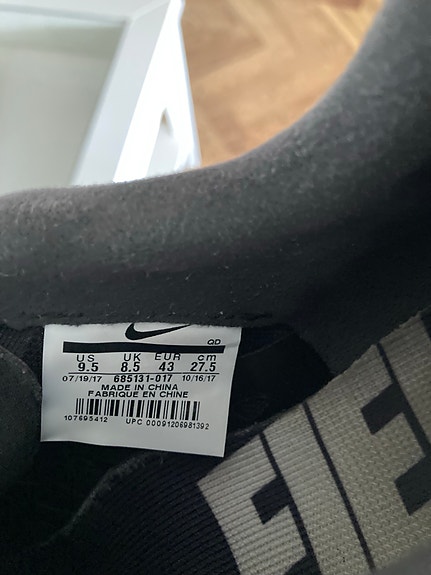 QD
US UK EUR cm
9.5 8.5 43 27.5
07/19/17 685131-017 10/16/17
MADE IN CHINA
FABRIQUE EN CHINE
107695412 UPC 00091206981392